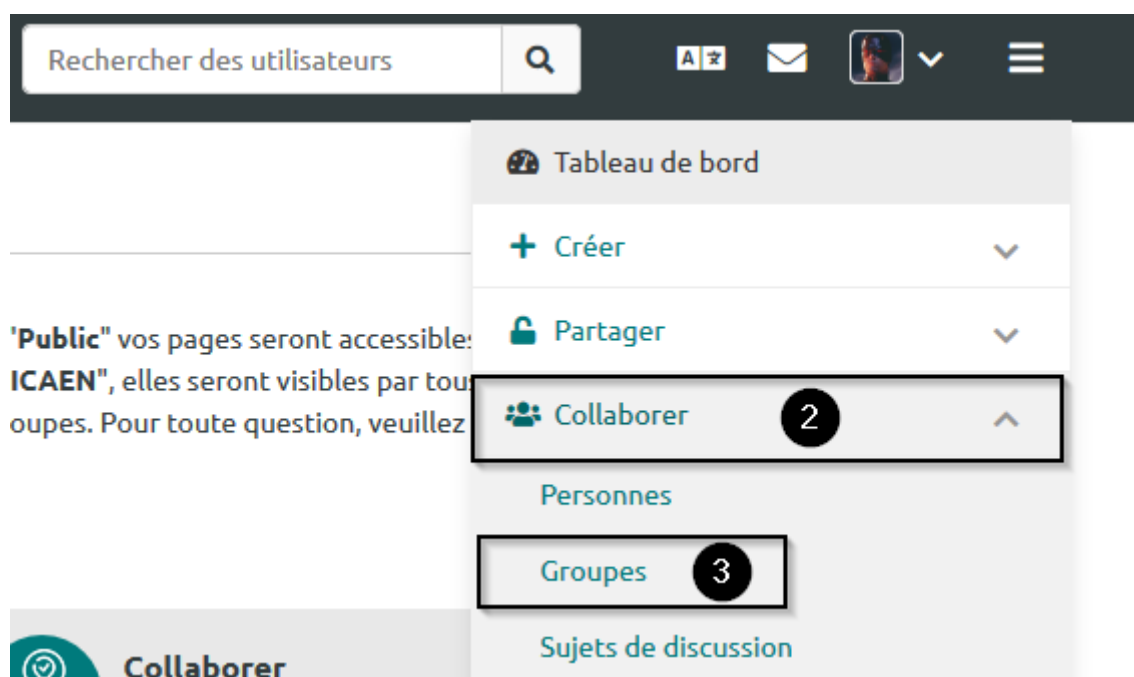 Rechercher des utilisateurs
A
Tableau de bord
Créer
"Public" vos pages seront accessibles
Partager
ICAEN", elles seront visibles par tous
Collaborer 2
oupes. Pour toute question, veuillez
Personnes
Groupes 3
Sujets de discussion
Collaborer